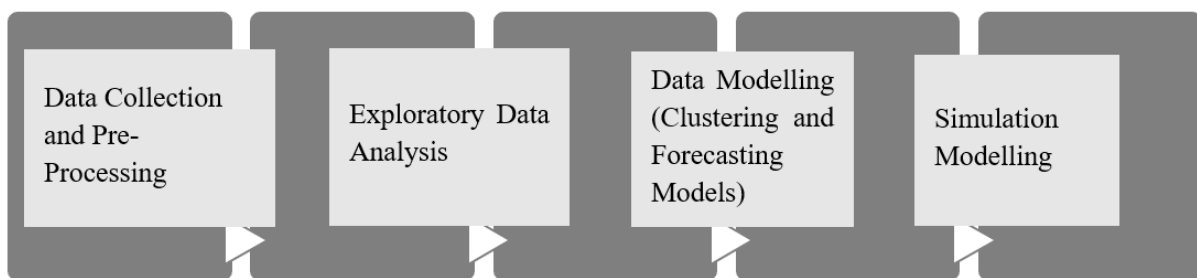 Data Collection
and Pre-
Processing
Exploratory Data
Analysis
Data Modelling
(Clustering and
Forecasting
Models)
Simulation
Modelling